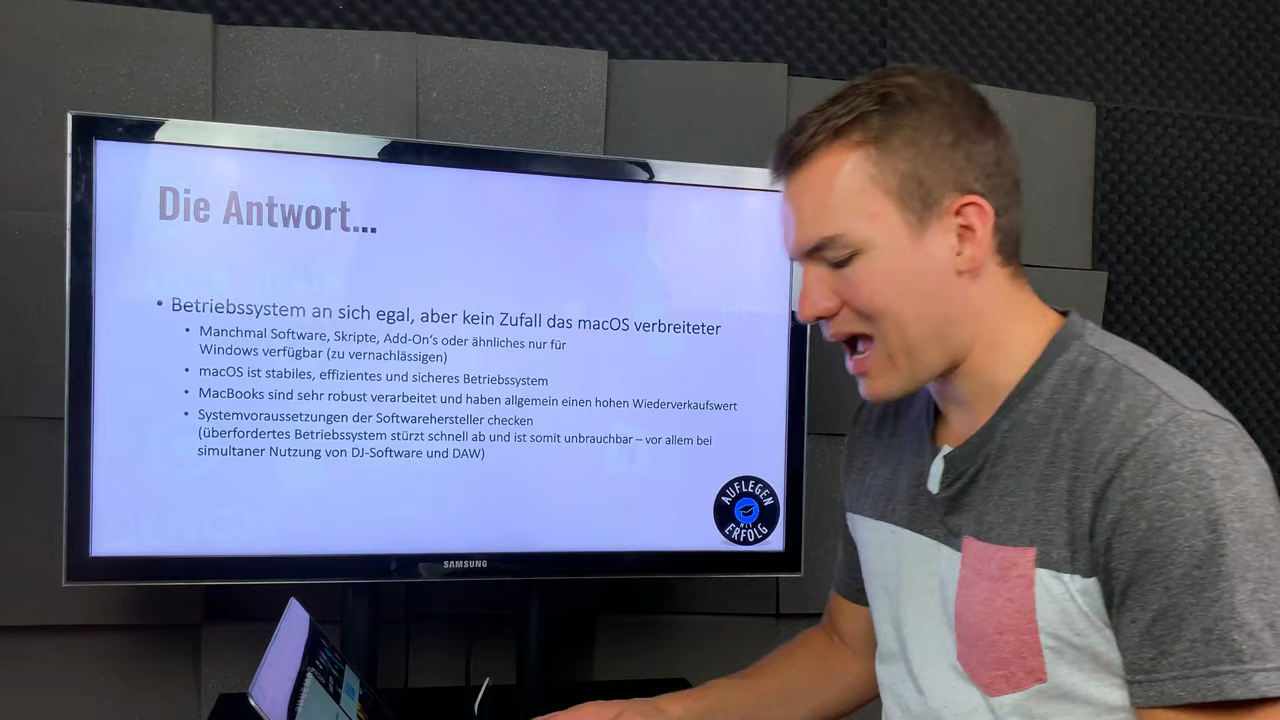 Die Antwort...
• Betriebssystem an sich egal, aber kein Zufall das macOS verbreiteter
• Manchmal Software, Skripte, Add-On's oder ähnliches nur für
Windows verfügbar (zu vernachlässigen)
• macOS ist stabiles, effizientes und sicheres Betriebssystem
• MacBooks sind sehr robust verarbeitet und haben allgemein einen hohen Wiederverkaufswert
• Systemvoraussetzungen der Softwarehersteller checken
(überfordertes Betriebssystem stürzt schnell ab und ist somit unbrauchbar – vor allem bei
simultaner Nutzung von DJ-Software und DAW)
AUFLEGEN
MIT
ERFOLG
SAMSUNG